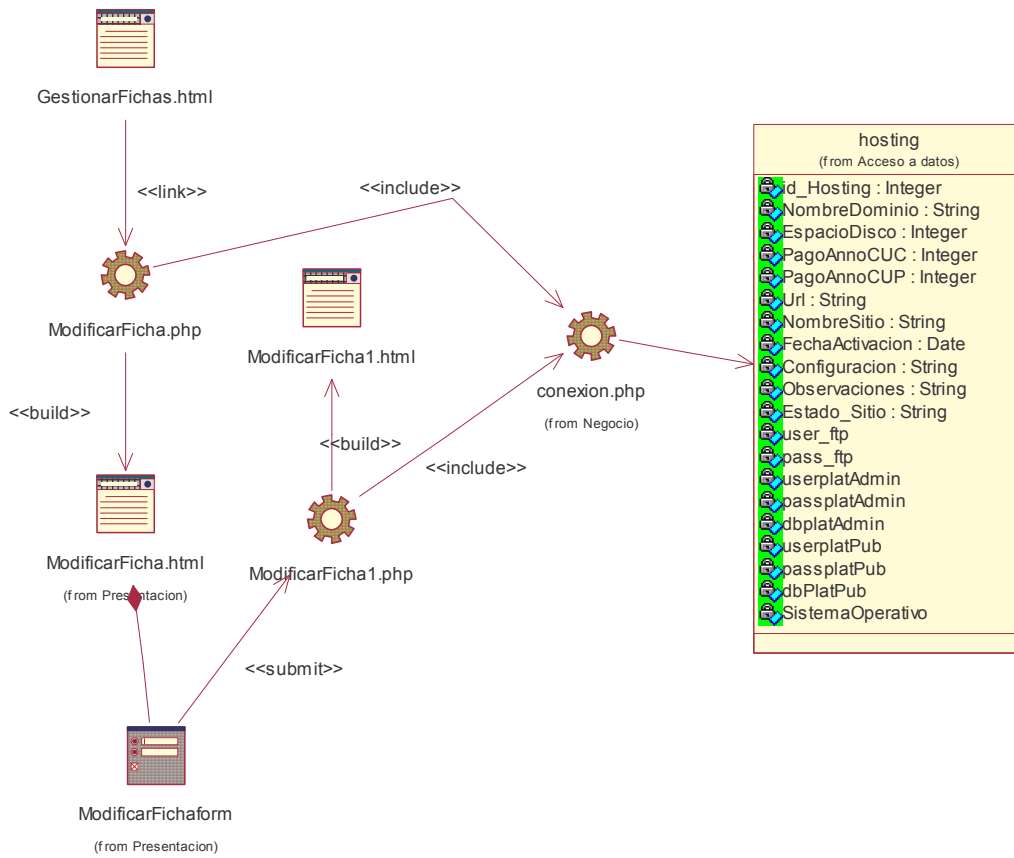 GestionarFichas.html
<<link>>
<<include>>
ModificarFicha.php
ModificarFicha1.html
<<build>>
<<build>>
ModificarFicha.html
(from Presentacion)
ModificarFicha1.php
<<include>>
<<submit>>
ModificarFichaform
(from Presentacion)
conexion.php
(from Negocio)
hosting
(from Acceso a datos)
id_Hosting : Integer
NombreDominio : String
EspacioDisco : Integer
PagoAnnoCUC : Integer
PagoAnnoCUP : Integer
Url : String
NombreSitio : String
FechaActivacion : Date
Configuracion : String
Observaciones : String
Estado_Sitio : String
user_ftp
pass_ftp
userplatAdmin
passplatAdmin
dbplatAdmin
userplatPub
passplatPub
dbPlatPub
SistemaOperativo